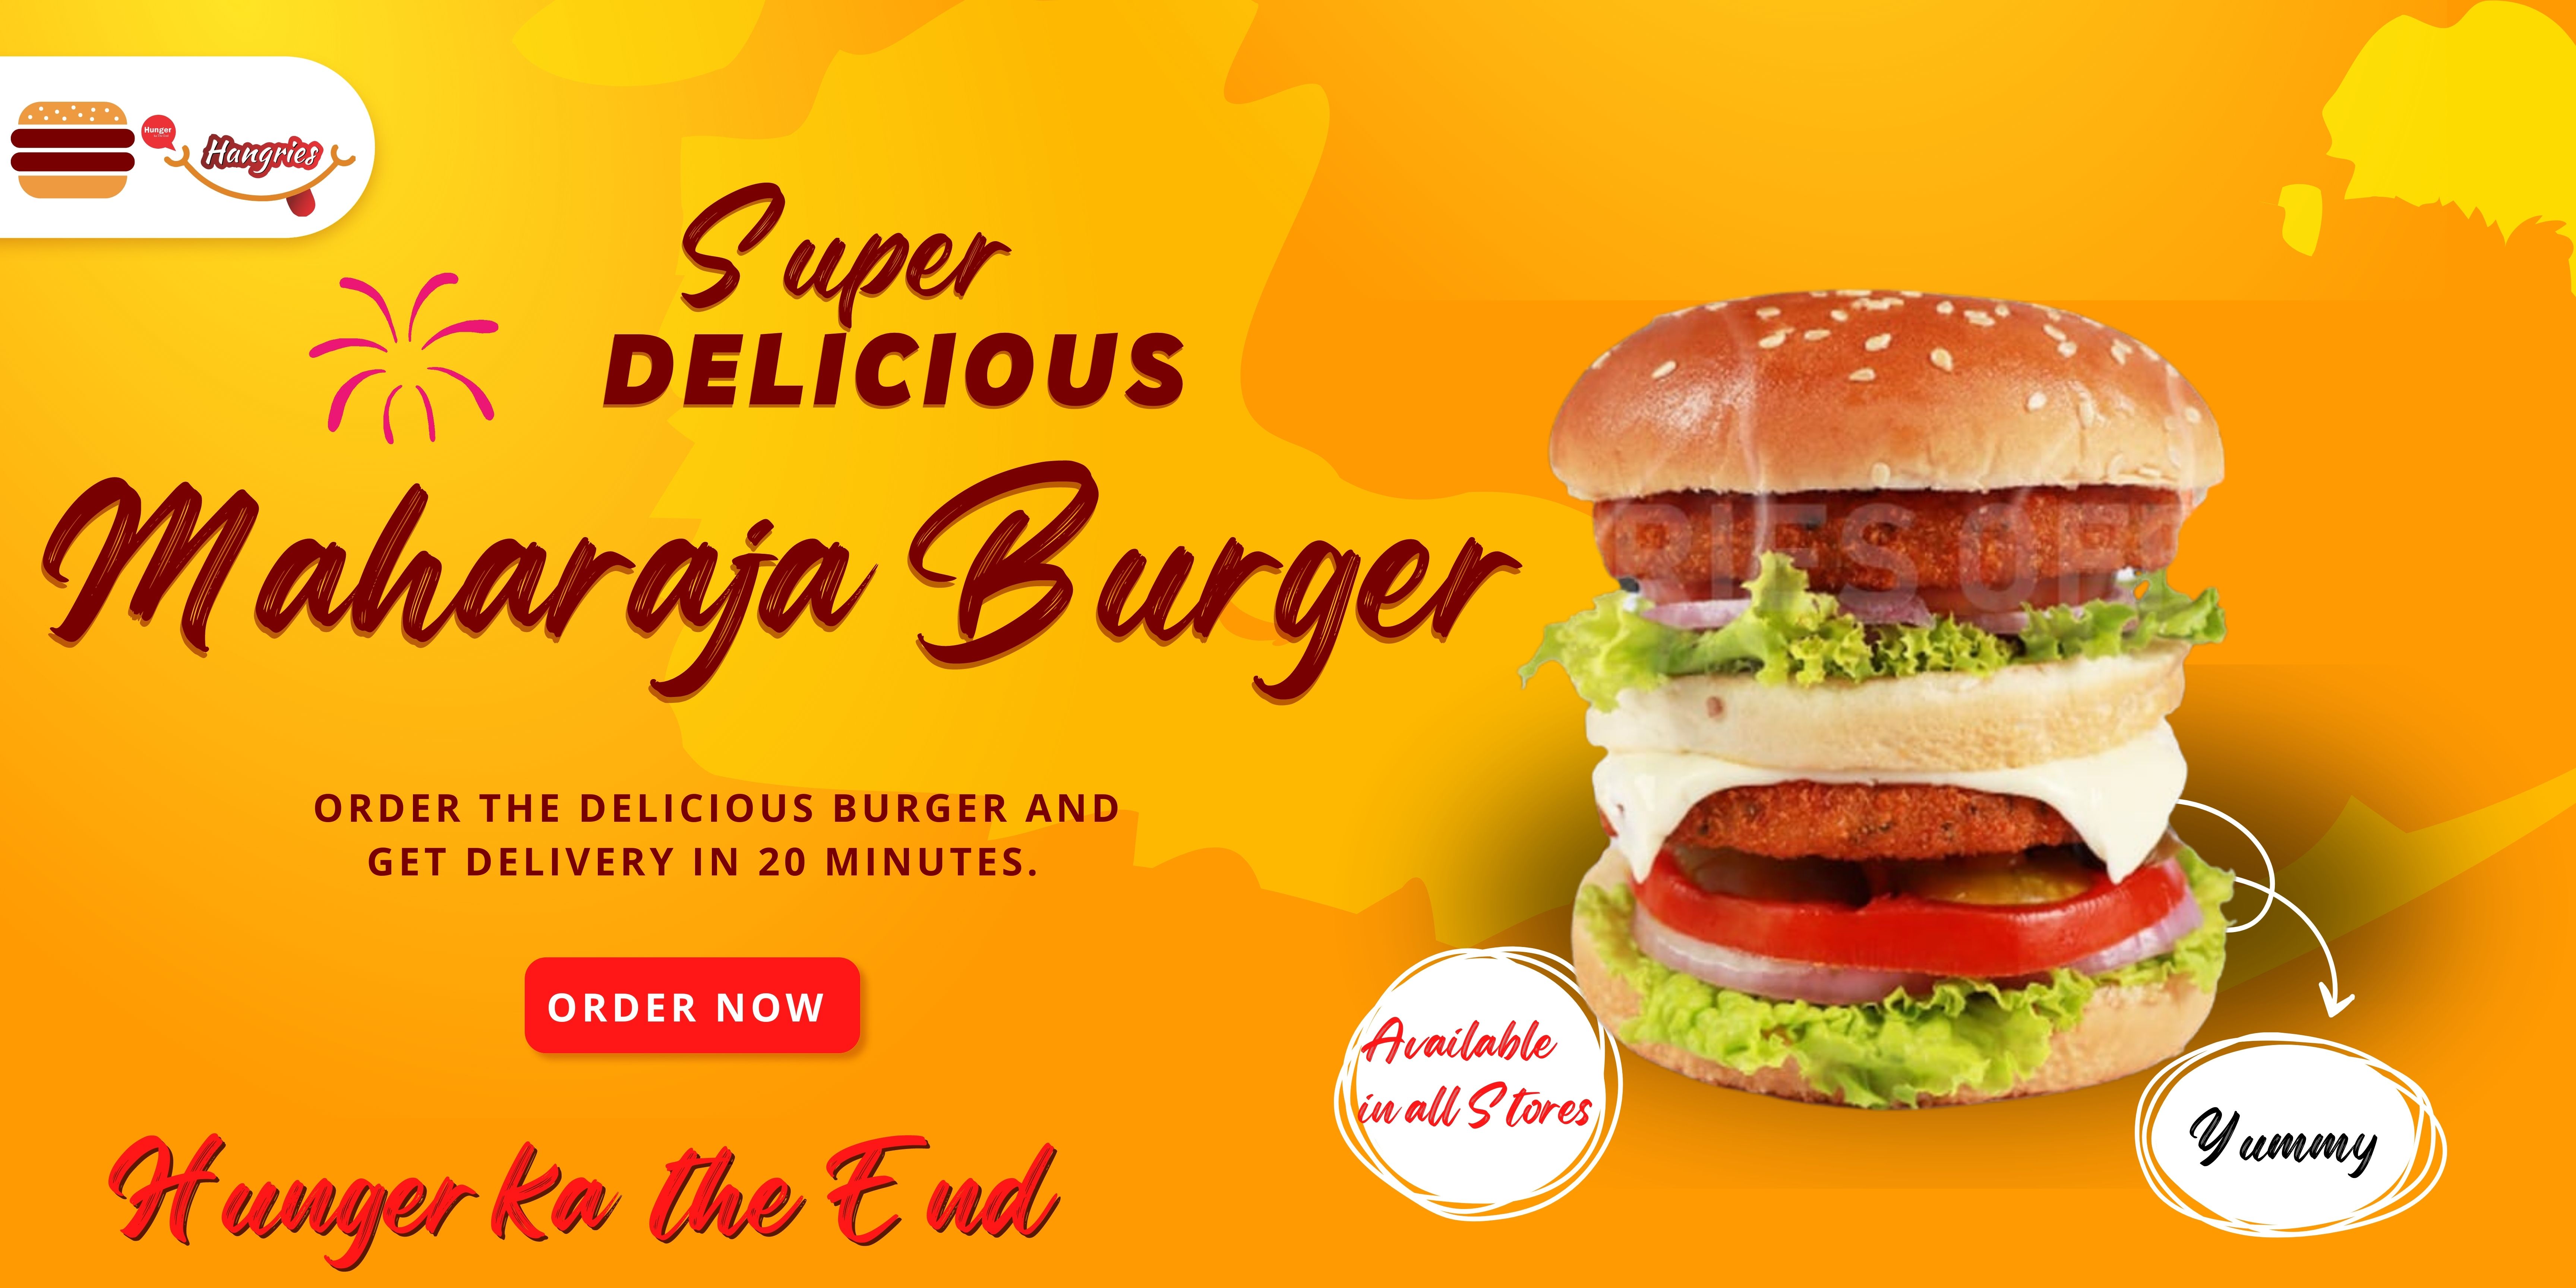 Hunger
Hangries
Super
DELICIOUS
Maharaja Burger
ORDER THE DELICIOUS BURGER AND
GET DELIVERY IN 20 MINUTES.
ORDER NOW
Hunger ka the End
Available
in all Stores
Yummy